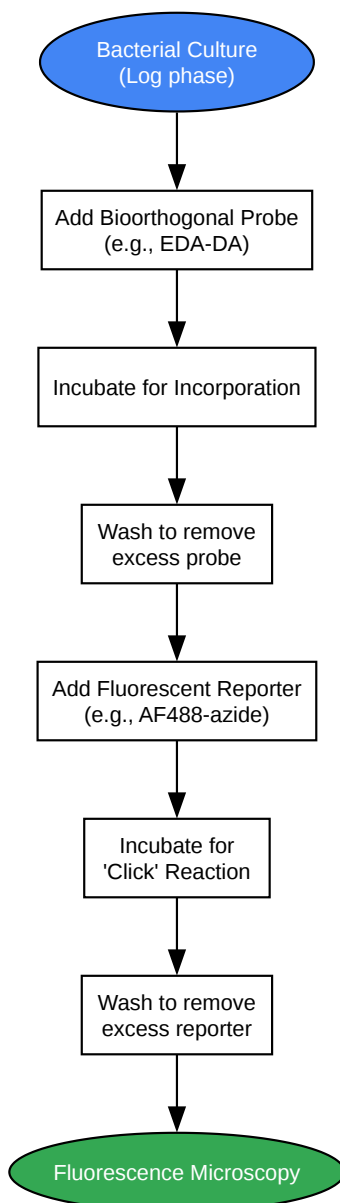 Bacterial Culture
(Log phase)
Add Bioorthogonal Probe
(e.g., EDA-DA)
Incubate for Incorporation
Wash to remove
excess probe
Add Fluorescent Reporter
(e.g., AF488-azide)
Incubate for
'Click' Reaction
Wash to remove
excess reporter
Fluorescence Microscopy